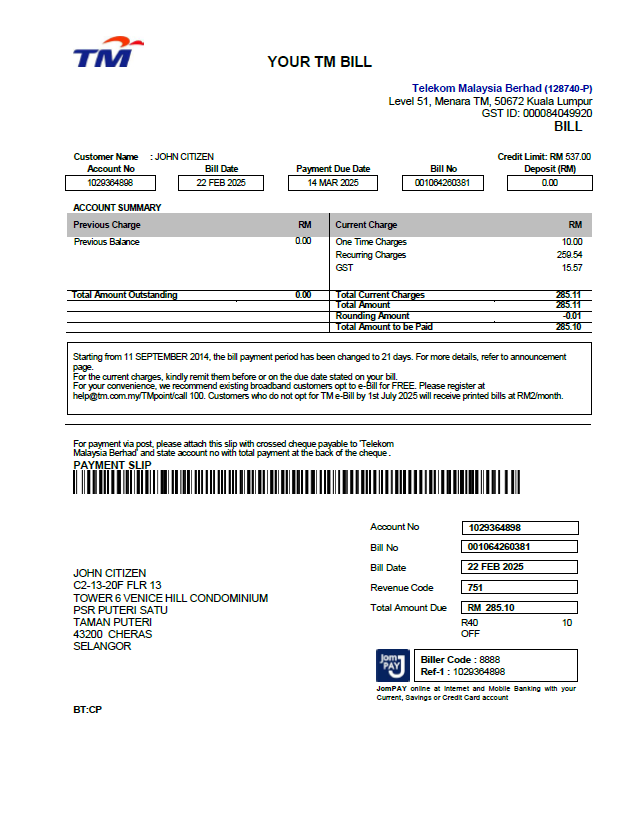 TM
YOUR TM BILL
Telekom Malaysia Berhad (128740-P)
Level 51, Menara TM, 50672 Kuala Lumpur
GST ID: 000084049920
BILL
Customer Name : JOHN CITIZEN Credit Limit: RM 537.00
Account No Bill Date Payment Due Date Bill No Deposit (RM)
1029364898 22 FEB 2025 14 MAR 2025 001064260381 0.00
ACCOUNT SUMMARY
Previous Charge RM Current Charge RM
Previous Balance 0.00 One Time Charges 10.00
Recurring Charges 259.54
GST 15.57
Total Amount Outstanding 0.00 Total Current Charges 285.11
Total Amount 285.11
Rounding Amount -0.01
Total Amount to be Paid 285.10
Starting from 11 SEPTEMBER 2014, the bill payment period has been changed to 21 days. For more details, refer to announcement
page.
For the current charges, kindly remit them before or on the due date stated on your bill.
For your convenience, we recommend existing broadband customers opt to e-Bill for FREE. Please register at
help@tm.com.my/TMpoint/call 100. Customers who do not opt for TM e-Bill by 1st July 2025 will receive printed bills at RM2/month.
For payment via post, please attach this slip with crossed cheque payable to 'Telekom
Malaysia Berhad' and state account no with total payment at the back of the cheque .
PAYMENT SLIP
Account No 1029364898
Bill No 001064260381
Bill Date 22 FEB 2025
Revenue Code 751
Total Amount Due RM 285.10
R40 10
OFF
JOHN CITIZEN
C2-13-20F FLR 13
TOWER 6 VENICE HILL CONDOMINIUM
PSR PUTERI SATU
TAMAN PUTERI
43200 CHERAS
SELANGOR
Jom
PAY
Biller Code : 8888
Ref-1 : 1029364898
JomPAY online at Internet and Mobile Banking with your
Current, Savings or Credit Card account
BT:CP